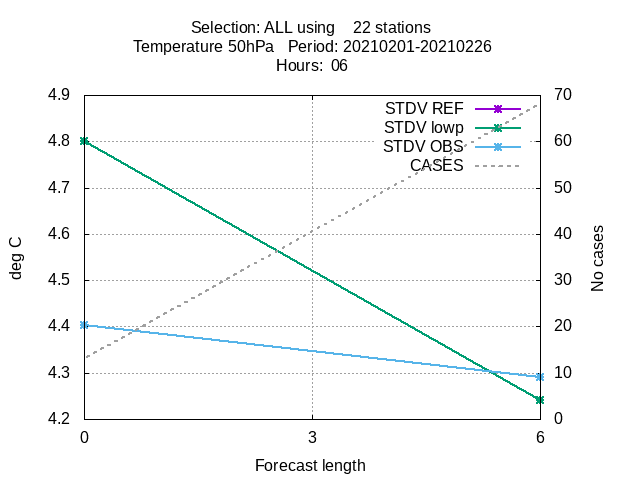 Selection: ALL using    22 stations
Temperature 50hPa   Period: 20210201-20210226
Hours:  06
4.9
4.8
4.7
4.6
4.5
4.4
4.3
4.2
70
60
50
40
30
20
10
0
STDV REF
STDV lowp
STDV OBS
CASES
deg C
No cases
0
3
6
Forecast length